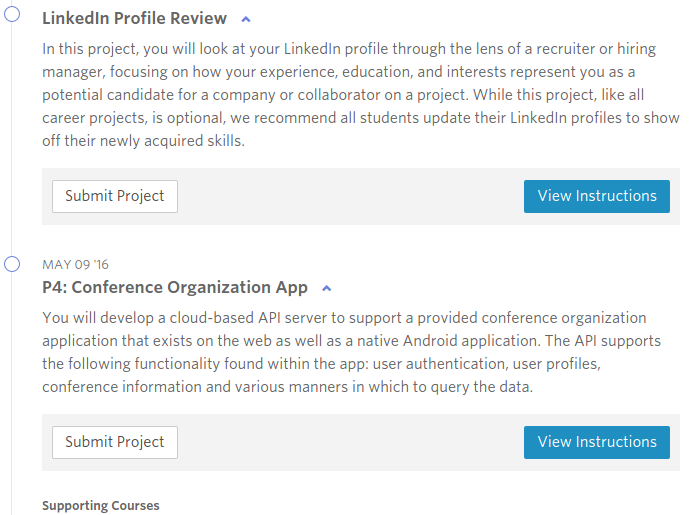 LinkedIn Profile Review
In this project, you will look at your LinkedIn profile through the lens of a recruiter or hiring
manager, focusing on how your experience, education, and interests represent you as a
potential candidate for a company or collaborator on a project. While this project, like all
career projects, is optional, we recommend all students update their LinkedIn profiles to show
off their newly acquired skills.
Submit Project
View Instructions
MAY 09 '16
P4: Conference Organization App
You will develop a cloud-based API server to support a provided conference organization
application that exists on the web as well as a native Android application. The API supports
the following functionality found within the app: user authentication, user profiles,
conference information and various manners in which to query the data.
Submit Project
View Instructions
Supporting Courses